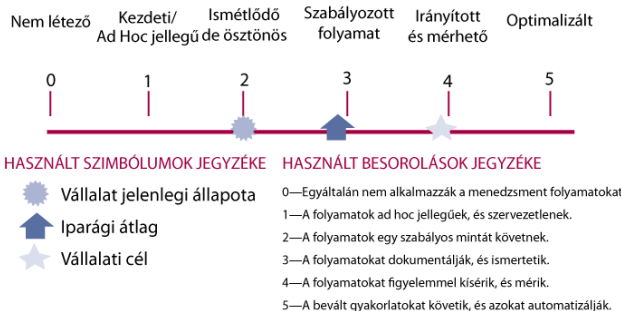 Nem létező
Kezdeti/
Ad Hoc jellegű
Ismétlődő
de ösztönös
Szabályozott
folyamat
Irányított
és mérhető
Optimalizált
0
1
2
3
4
5
HASZNÁLT SZIMBÓLUMOK JEGYZÉKE
Vállalat jelenlegi állapota
Iparági átlag
Vállalati cél
HASZNÁLT BESOROLÁSOK JEGYZÉKE
0—Egyáltalán nem alkalmazzák a menedzsment folyamatokat
1—A folyamatok ad hoc jellegűek, és szervezetlenek.
2—A folyamatok egy szabályos mintát követnek.
3—A folyamatokat dokumentálják, és ismertetik.
4—A folyamatokat figyelemmel kísérik, és mérik.
5—A bevált gyakorlatokat követik, és azokat automatizálják.